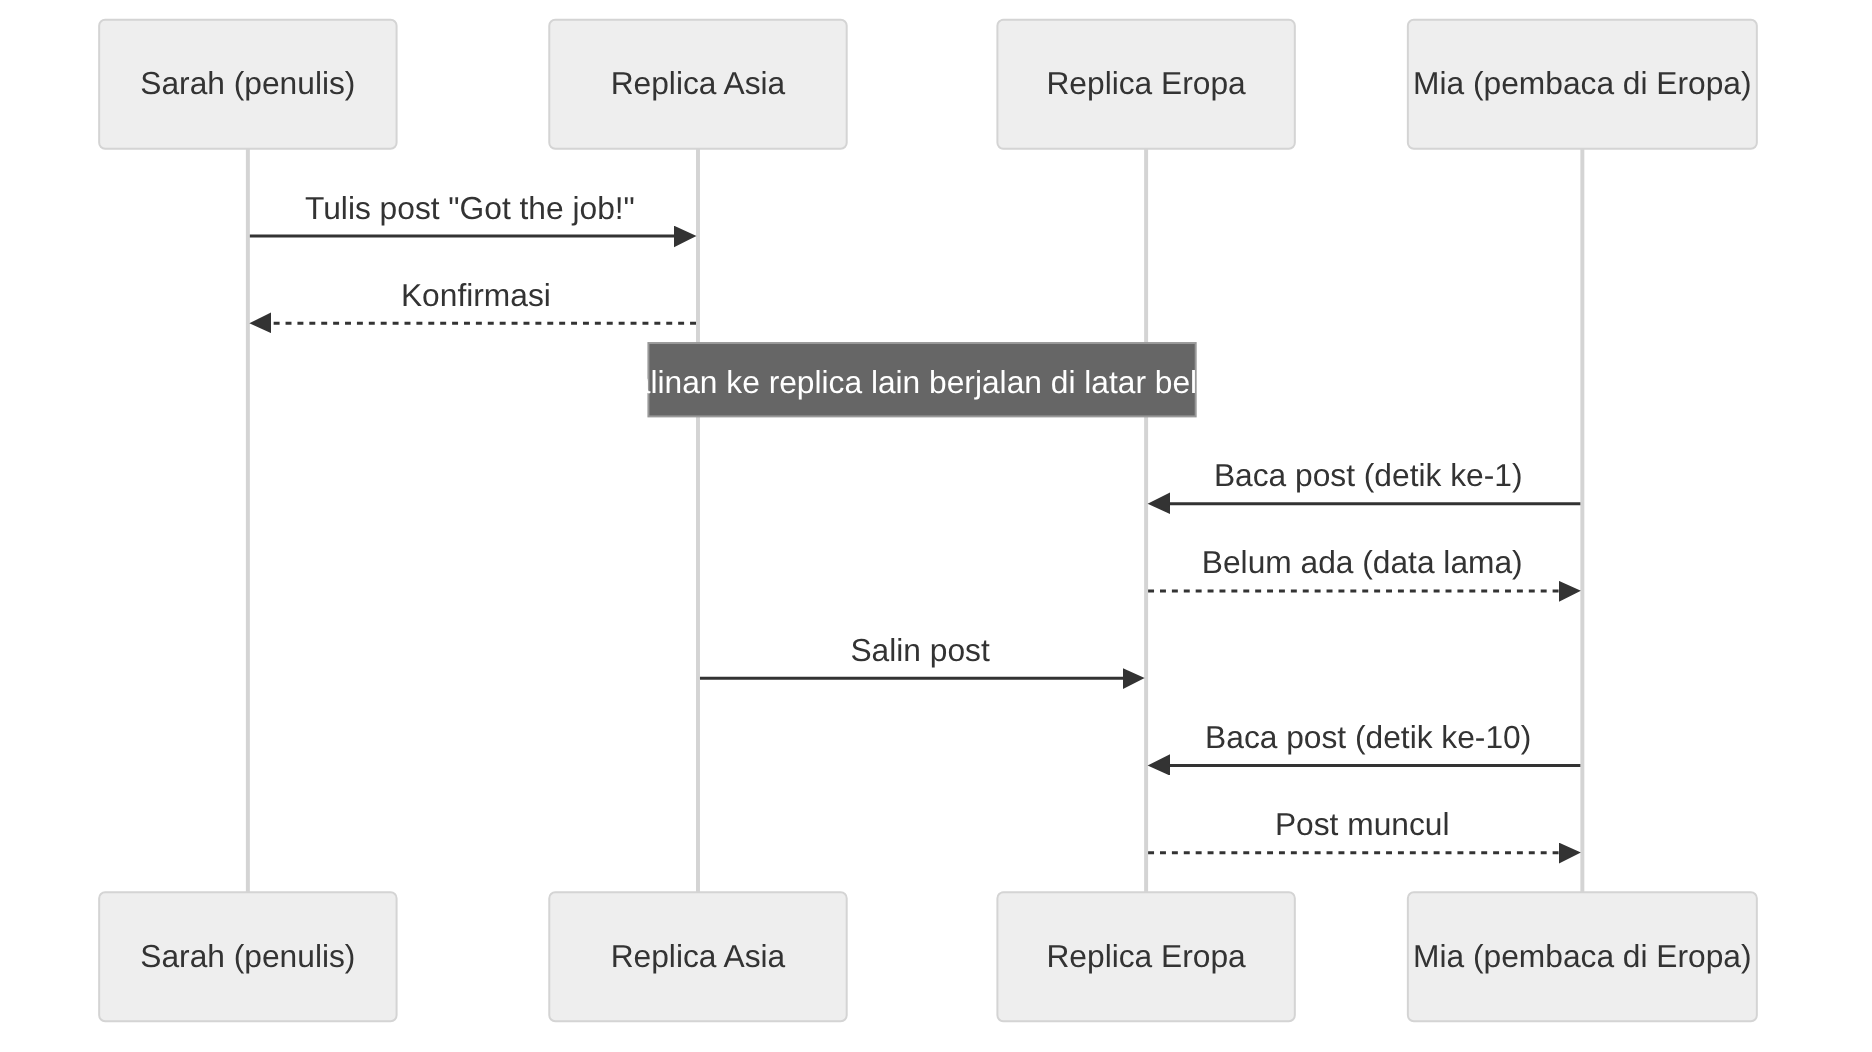 Sarah (penulis)
Replica Asia
Replica Eropa
Mia (pembaca di Eropa)
Tulis post "Got the job!"
Konfirmasi
alinan ke replica lain berjalan di latar bel
Baca post (detik ke-1)
Belum ada (data lama)
Salin post
Baca post (detik ke-10)
Post muncul
Sarah (penulis)
Replica Asia
Replica Eropa
Mia (pembaca di Eropa)